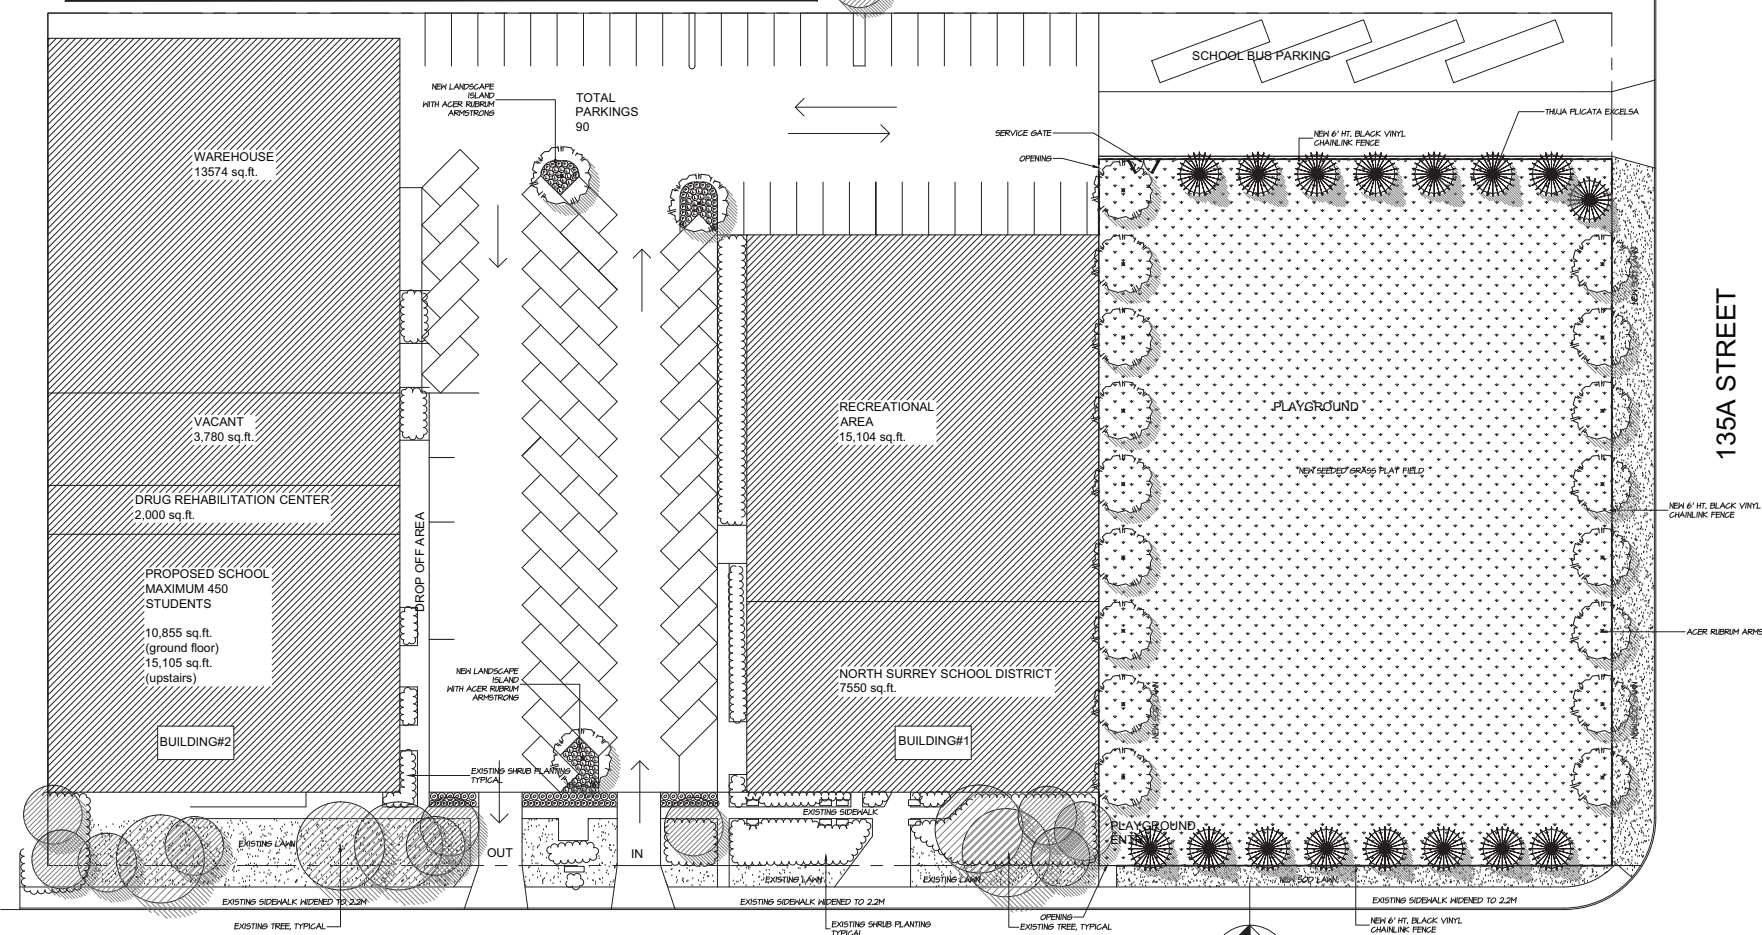 SCHOOL BUS PARKING
NEW LANDSCAPE
ISLAND
WITH ACER RUBRUM
ARMSTRONG
TOTAL
PARKINGS
90
THUJA PLICATA EXCELSA
SERVICE GATE
NEW 6' HT. BLACK VINYL
CHAINLINK FENCE
OPENING
WAREHOUSE
13574 sq.ft.
135A STREET
RECREATIONAL
AREA
15,104 sq.ft.
PLAYGROUND
NEW SEEDED GRASS PLAY FIELD
VACANT
3,780 sq.ft.
DRUG REHABILITATION CENTER
2,000 sq.ft.
NEW 6' HT. BLACK VINYL
CHAINLINK FENCE
DROP OFF AREA
PROPOSED SCHOOL
MAXIMUM 450
STUDENTS
10,855 sq.ft.
(ground floor)
15,105 sq.ft.
(upstairs)
ACER RUBRUM ARMS
NEW LANDSCAPE
ISLAND
WITH ACER RUBRUM
ARMSTRONG
NORTH SURREY SCHOOL DISTRICT
7550 sq.ft.
BUILDING#2
BUILDING#1
EXISTING SHRUB PLANTING
TYPICAL
EXISTING SIDEWALK
PLAYGROUND
EXISTING LAWN
OUT
IN
EXISTING LAWN
EXISTING LAWN
NEW SOD LAWN
EXISTING SIDEWALK WIDENED TO 2.2M
EXISTING SIDEWALK WIDENED TO 2.2M
EXISTING SIDEWALK WIDENED TO 2.2M
EXISTING TREE, TYPICAL
EXISTING SHRUB PLANTING
TYPICAL
OPENING
EXISTING TREE, TYPICAL
NEW 6' HT. BLACK VINYL
CHAINLINK FENCE